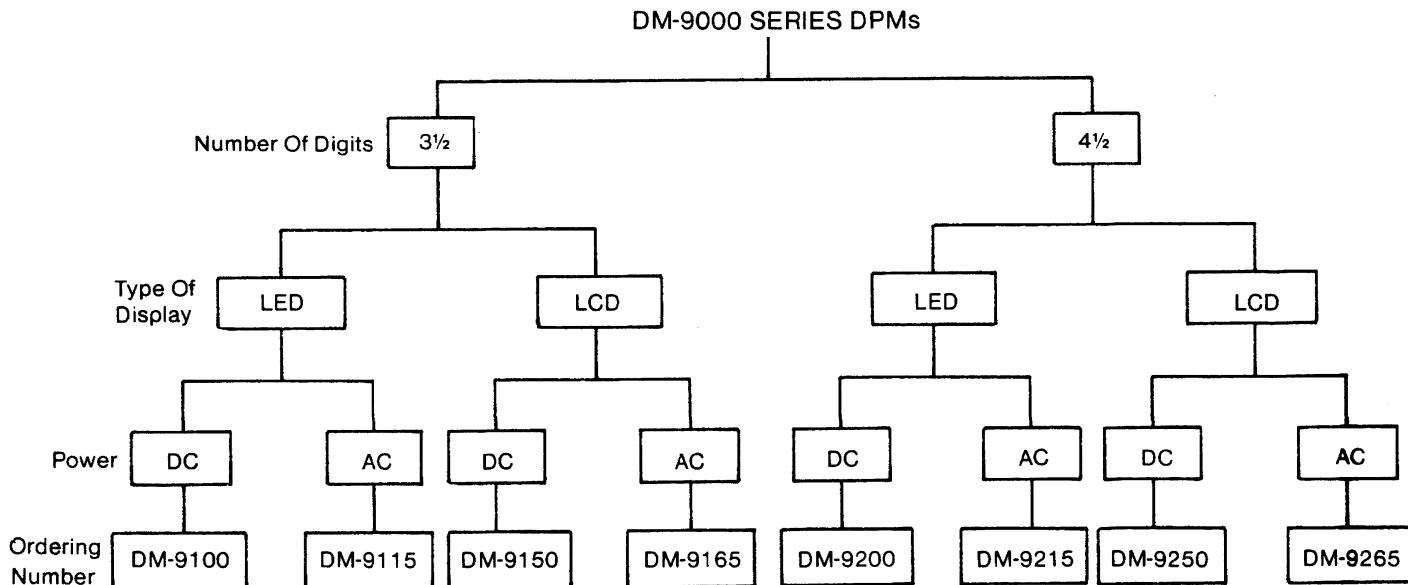 DM-9000 SERIES DPMs
Number Of Digits 3½ 4½
Type Of
Display
LED LCD LED LCD
Power DC AC DC AC DC AC DC AC
Ordering
Number
DM-9100 DM-9115 DM-9150 DM-9165 DM-9200 DM-9215 DM-9250 DM-9265